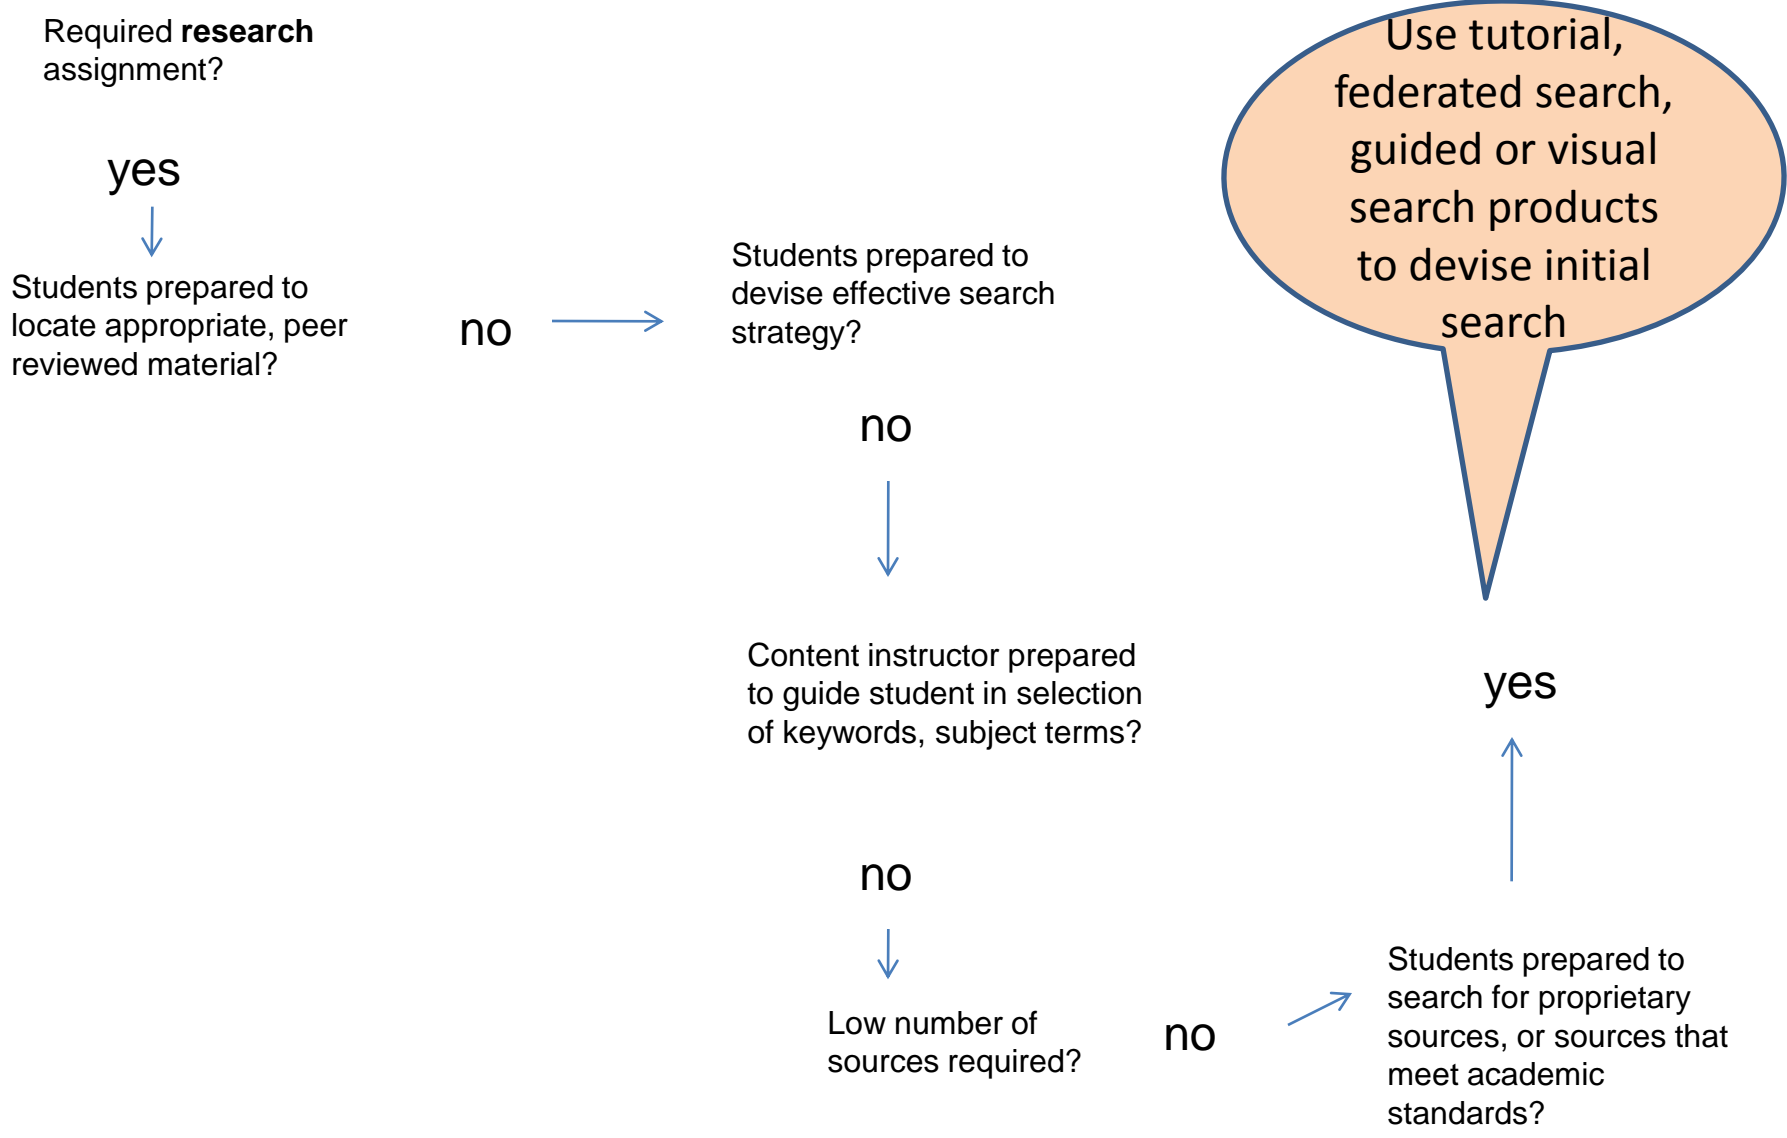 Required research
assignment?
yes
Students prepared to
locate appropriate, peer
reviewed material?
no
Students prepared to
devise effective search
strategy?
no
Content instructor prepared
to guide student in selection
of keywords, subject terms?
no
Low number of
sources required?
no
Students prepared to
search for proprietary
sources, or sources that
meet academic
standards?
yes
Use tutorial,
federated search,
guided or visual
search products
to devise initial
search